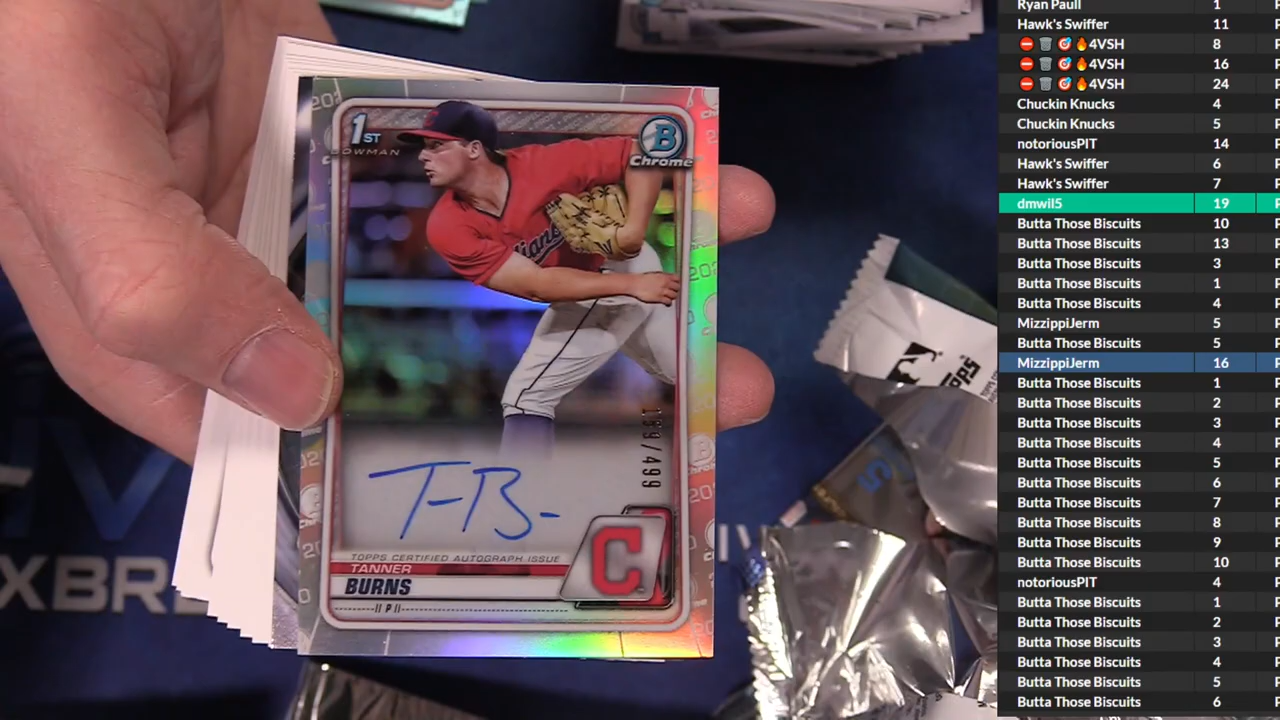 1ST
BOWMAN
B
Chrome
dians
199/499
TOPPS CERTIFIED AUTOGRAPH ISSUE
TANNER
BURNS
P
C
XBR
Ryan Paull 1
Hawk's Swiffer 11
⛔ 🗑️ 🎯 🔥4VSH 8
⛔ 🗑️ 🎯 🔥4VSH 16
⛔ 🗑️ 🎯 🔥4VSH 24
Chuckin Knucks 4
Chuckin Knucks 5
notoriousPIT 14
Hawk's Swiffer 6
Hawk's Swiffer 7
dmwil5 19
Butta Those Biscuits 10
Butta Those Biscuits 13
Butta Those Biscuits 3
Butta Those Biscuits 1
Butta Those Biscuits 4
MizzippiJerm 5
Butta Those Biscuits 5
MizzippiJerm 16
Butta Those Biscuits 1
Butta Those Biscuits 2
Butta Those Biscuits 3
Butta Those Biscuits 4
Butta Those Biscuits 5
Butta Those Biscuits 6
Butta Those Biscuits 7
Butta Those Biscuits 8
Butta Those Biscuits 9
Butta Those Biscuits 10
notoriousPIT 4
Butta Those Biscuits 1
Butta Those Biscuits 2
Butta Those Biscuits 3
Butta Those Biscuits 4
Butta Those Biscuits 5
Butta Those Biscuits 6